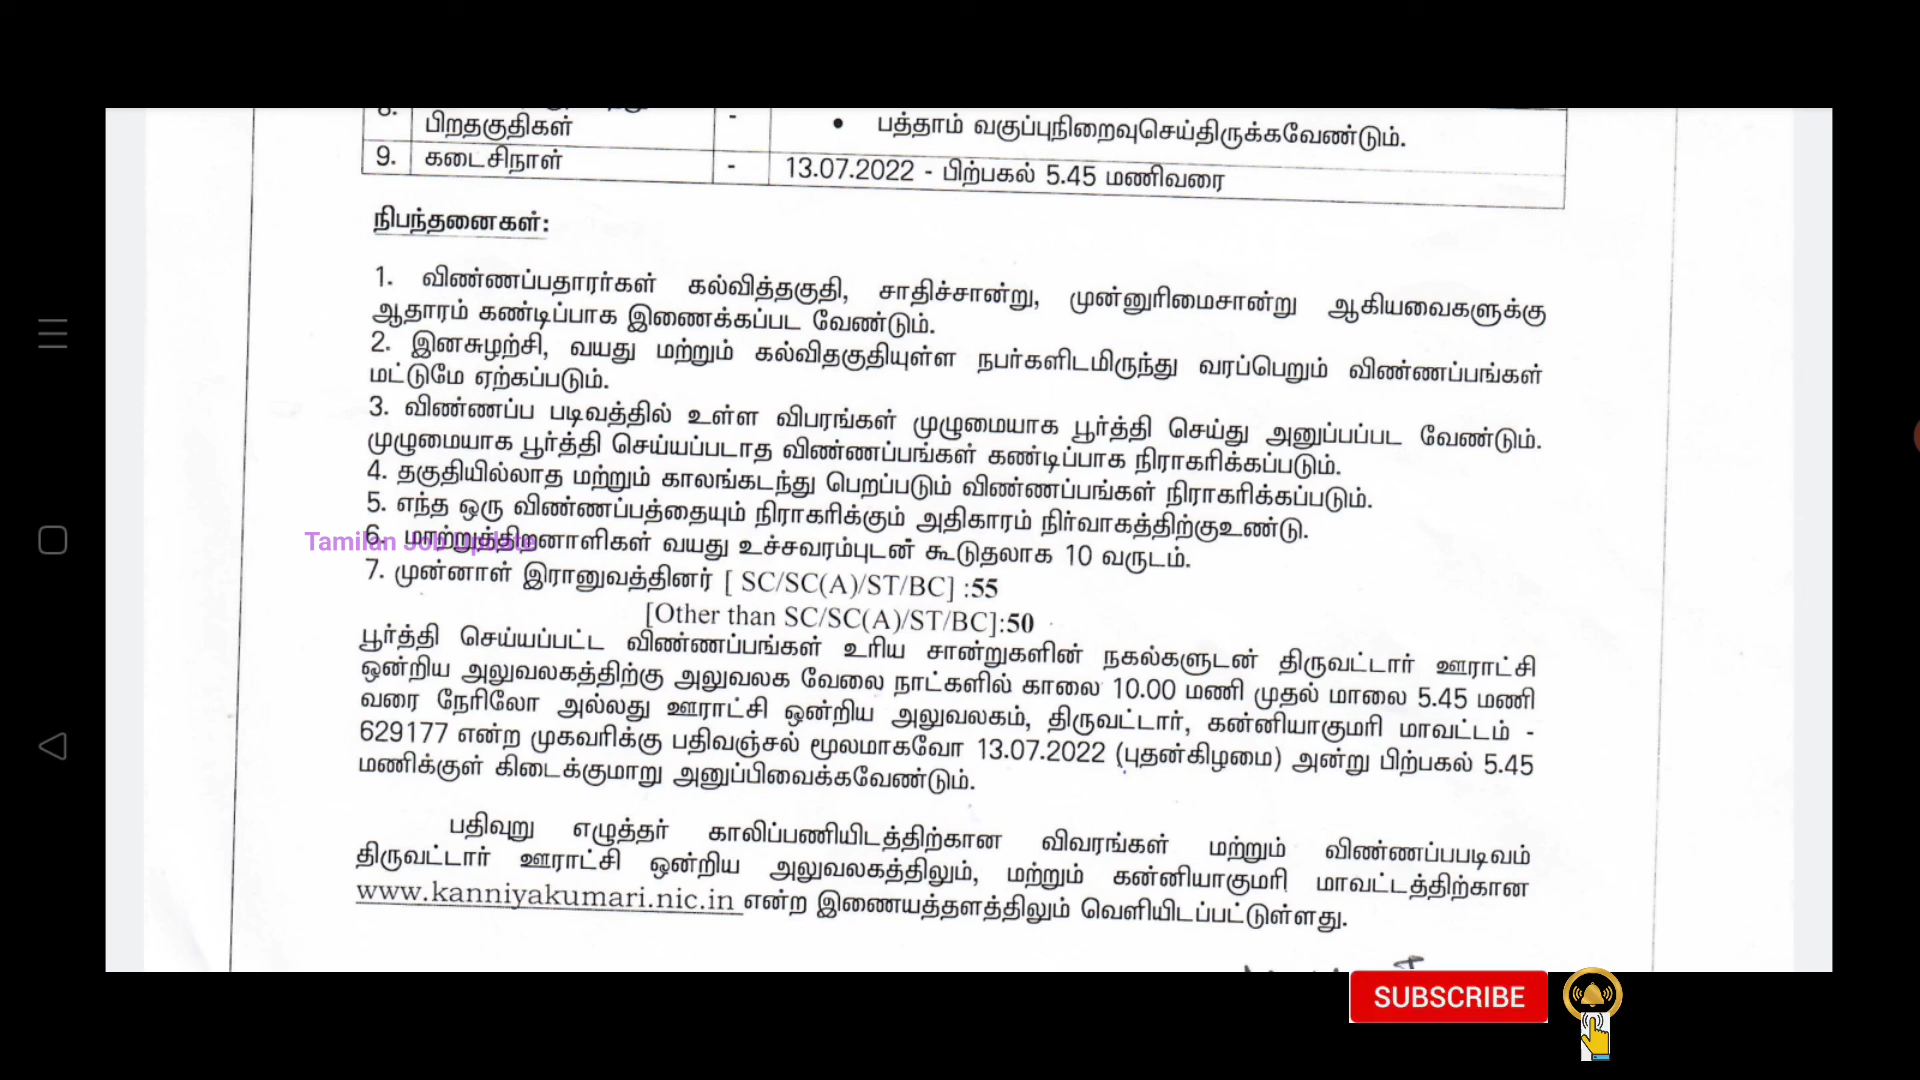 8.
பிறதகுதிகள் - • பத்தாம் வகுப்புநிறைவுசெய்திருக்கவேண்டும்.
9. கடைசிநாள் - 13.07.2022 - பிற்பகல் 5.45 மணிவரை
நிபந்தனைகள்:
1. விண்ணப்பதாரர்கள் கல்வித்தகுதி, சாதிச்சான்று, முன்னுரிமைசான்று ஆகியவைகளுக்கு
ஆதாரம் கண்டிப்பாக இணைக்கப்பட வேண்டும்.
2. இனசுழற்சி, வயது மற்றும் கல்விதகுதியுள்ள நபர்களிடமிருந்து வரப்பெறும் விண்ணப்பங்கள்
மட்டுமே ஏற்கப்படும்.
3. விண்ணப்ப படிவத்தில் உள்ள விபரங்கள் முழுமையாக பூர்த்தி செய்து அனுப்பப்பட வேண்டும்.
முழுமையாக பூர்த்தி செய்யப்படாத விண்ணப்பங்கள் கண்டிப்பாக நிராகரிக்கப்படும்.
4. தகுதியில்லாத மற்றும் காலங்கடந்து பெறப்படும் விண்ணப்பங்கள் நிராகரிக்கப்படும்.
5. எந்த ஒரு விண்ணப்பத்தையும் நிராகரிக்கும் அதிகாரம் நிர்வாகத்திற்குஉண்டு.
Tamilan Job Update
6. மாற்றுத்திறனாளிகள் வயது உச்சவரம்புடன் கூடுதலாக 10 வருடம்.
7. முன்னாள் இரானுவத்தினர் [ SC/SC(A)/ST/BC] :55
[Other than SC/SC(A)/ST/BC]:50
பூர்த்தி செய்யப்பட்ட விண்ணப்பங்கள் உரிய சான்றுகளின் நகல்களுடன் திருவட்டார் ஊராட்சி
ஒன்றிய அலுவலகத்திற்கு அலுவலக வேலை நாட்களில் காலை 10.00 மணி முதல் மாலை 5.45 மணி
வரை நேரிலோ அல்லது ஊராட்சி ஒன்றிய அலுவலகம், திருவட்டார், கன்னியாகுமரி மாவட்டம் -
629177 என்ற முகவரிக்கு பதிவஞ்சல் மூலமாகவோ 13.07.2022 (புதன்கிழமை) அன்று பிற்பகல் 5.45
மணிக்குள் கிடைக்குமாறு அனுப்பிவைக்கவேண்டும்.
பதிவுறு எழுத்தர் காலிப்பணியிடத்திற்கான விவரங்கள் மற்றும் விண்ணப்பபடிவம்
திருவட்டார் ஊராட்சி ஒன்றிய அலுவலகத்திலும், மற்றும் கன்னியாகுமரி மாவட்டத்திற்கான
www.kanniyakumari.nic.in என்ற இணையத்தளத்திலும் வெளியிடப்பட்டுள்ளது.
SUBSCRIBE